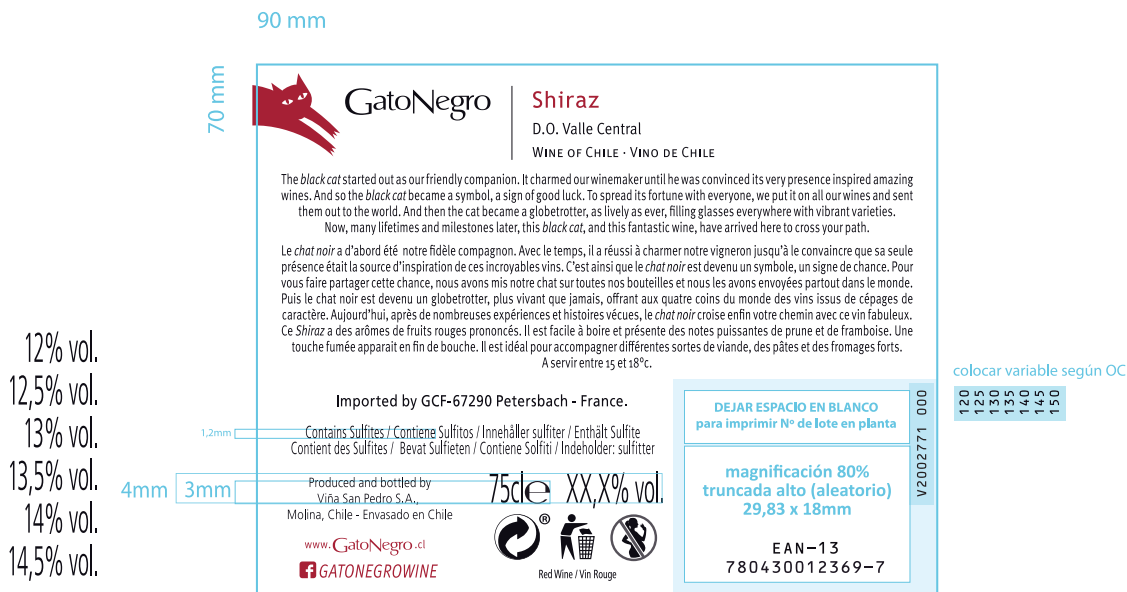 90 mm
70 mm
GatoNegro
Shiraz
D.O. Valle Central
Wine of Chile · Vino de Chile
The black cat started out as our friendly companion. It charmed our winemaker until he was convinced its very presence inspired amazing
wines. And so the black cat became a symbol, a sign of good luck. To spread its fortune with everyone, we put it on all our wines and sent
them out to the world. And then the cat became a globetrotter, as lively as ever, filling glasses everywhere with vibrant varieties.
Now, many lifetimes and milestones later, this black cat, and this fantastic wine, have arrived here to cross your path.
Le chat noir a d'abord été notre fidèle compagnon. Avec le temps, il a réussi à charmer notre vigneron jusqu'à le convaincre que sa seule
présence était la source d'inspiration de ces incroyables vins. C'est ainsi que le chat noir est devenu un symbole, un signe de chance. Pour
vous faire partager cette chance, nous avons mis notre chat sur toutes nos bouteilles et nous les avons envoyées partout dans le monde.
Puis le chat noir est devenu un globetrotter, plus vivant que jamais, offrant aux quatre coins du monde des vins issus de cépages de
caractère. Aujourd'hui, après de nombreuses expériences et histoires vécues, le chat noir croise enfin votre chemin avec ce vin fabuleux.
Ce Shiraz a des arômes de fruits rouges prononcés. Il est facile à boire et présente des notes puissantes de prune et de framboise. Une
touche fumée apparait en fin de bouche. Il est idéal pour accompagner différentes sortes de viande, des pâtes et des fromages forts.
A servir entre 15 et 18°c.
12% vol.
12,5% vol.
13% vol.
13,5% vol.
14% vol.
14,5% vol.
Imported by GCF-67290 Petersbach - France.
1,2mm
Contains Sulfites / Contiene Sulfitos / Innehåller sulfiter / Enthält Sulfite
Contient des Sulfites / Bevat Sulfieten / Contiene Solfiti / Indeholder: sulfitter
4mm
3mm
Produced and bottled by
Viña San Pedro S.A.,
Molina, Chile - Envasado en Chile
www.GatoNegro.cl
GATONEGROWINE
75cl e XX,X% vol.
®
Red Wine / Vin Rouge
DEJAR ESPACIO EN BLANCO
para imprimir Nº de lote en planta
magnificación 80%
truncada alto (aleatorio)
29,83 x 18mm
EAN-13
780430012369-7
V2002771 000
colocar variable según OC
120
125
130
135
140
145
150